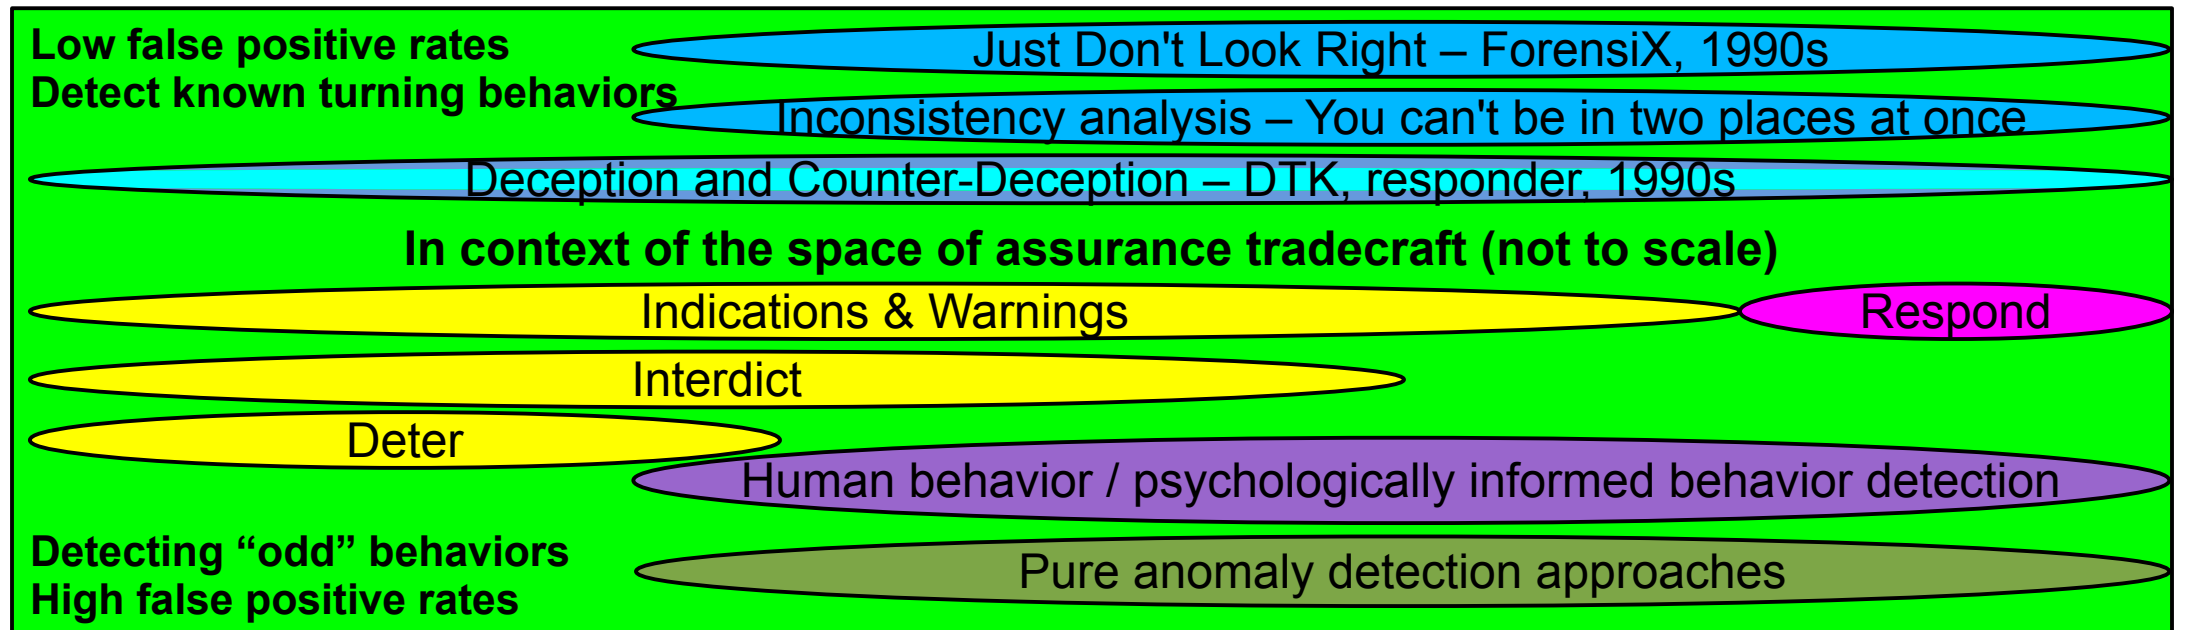 Low false positive rates
Detect known turning behaviors
Just Don't Look Right – ForensiX, 1990s
Inconsistency analysis – You can't be in two places at once
Deception and Counter-Deception – DTK, responder, 1990s
In context of the space of assurance tradecraft (not to scale)
Indications & Warnings
Respond
Interdict
Deter
Human behavior / psychologically informed behavior detection
Detecting “odd” behaviors
High false positive rates
Pure anomaly detection approaches